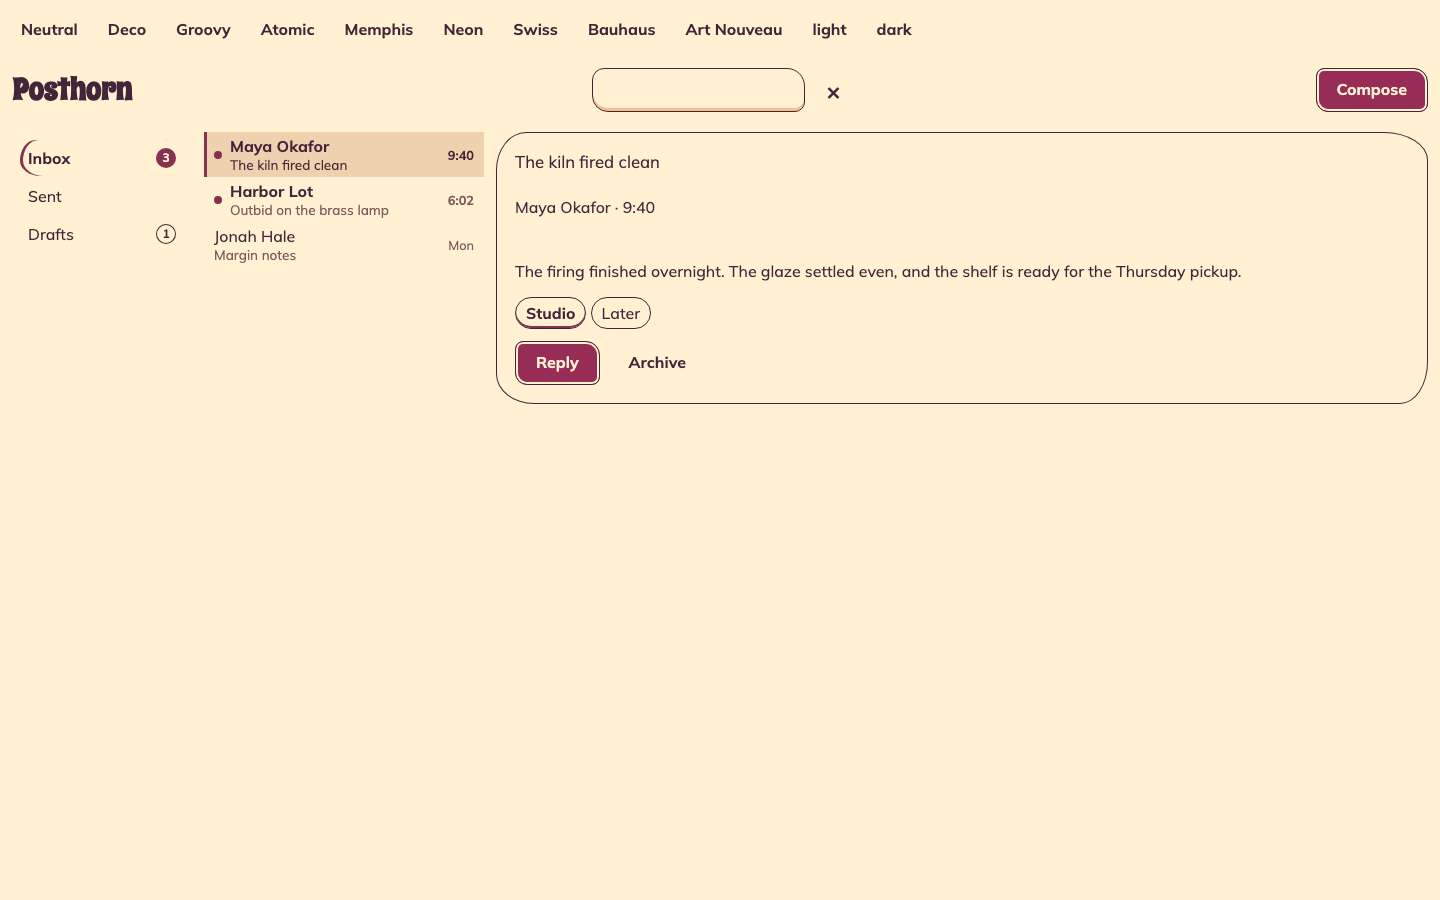 Neutral Deco Groovy Atomic Memphis Neon Swiss Bauhaus Art Nouveau light dark
Posthorn
×
Compose
Inbox 3
Sent
Drafts 1
Maya Okafor 9:40
The kiln fired clean
Harbor Lot 6:02
Outbid on the brass lamp
Jonah Hale Mon
Margin notes
The kiln fired clean
Maya Okafor · 9:40
The firing finished overnight. The glaze settled even, and the shelf is ready for the Thursday pickup.
Studio Later
Reply Archive